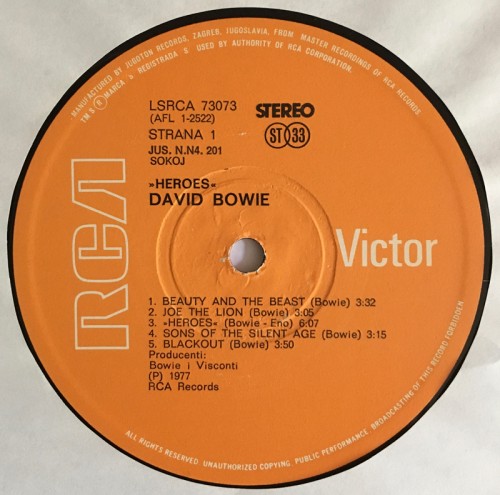 MANUFACTURED BY JUGOTON RECORDS, ZAGREB, JUGOSLAVIA, FROM MASTER RECORDINGS OF RCA RECORDS.
TMS ® MARCA ® REGISTRADA ® USED BY AUTHORITY OF RCA CORPORATION.
LSRCA 73073
(AFL 1-2522)
STRANA 1
JUS. N.N4. 201
SOKOJ
STEREO
ST 33
»HEROES«
DAVID BOWIE
RCA
Victor
1. BEAUTY AND THE BEAST (Bowie) 3:32
2. JOE THE LION (Bowie) 3:05
3. »HEROES« (Bowie - Eno) 6:07
4. SONS OF THE SILENT AGE (Bowie) 3:15
5. BLACKOUT (Bowie) 3:50
Producenti:
Bowie i Visconti
(P) 1977
RCA Records
ALL RIGHTS RESERVED. UNAUTHORIZED COPYING, PUBLIC PERFORMANCE, BROADCASTING OF THIS RECORD FORBIDDEN